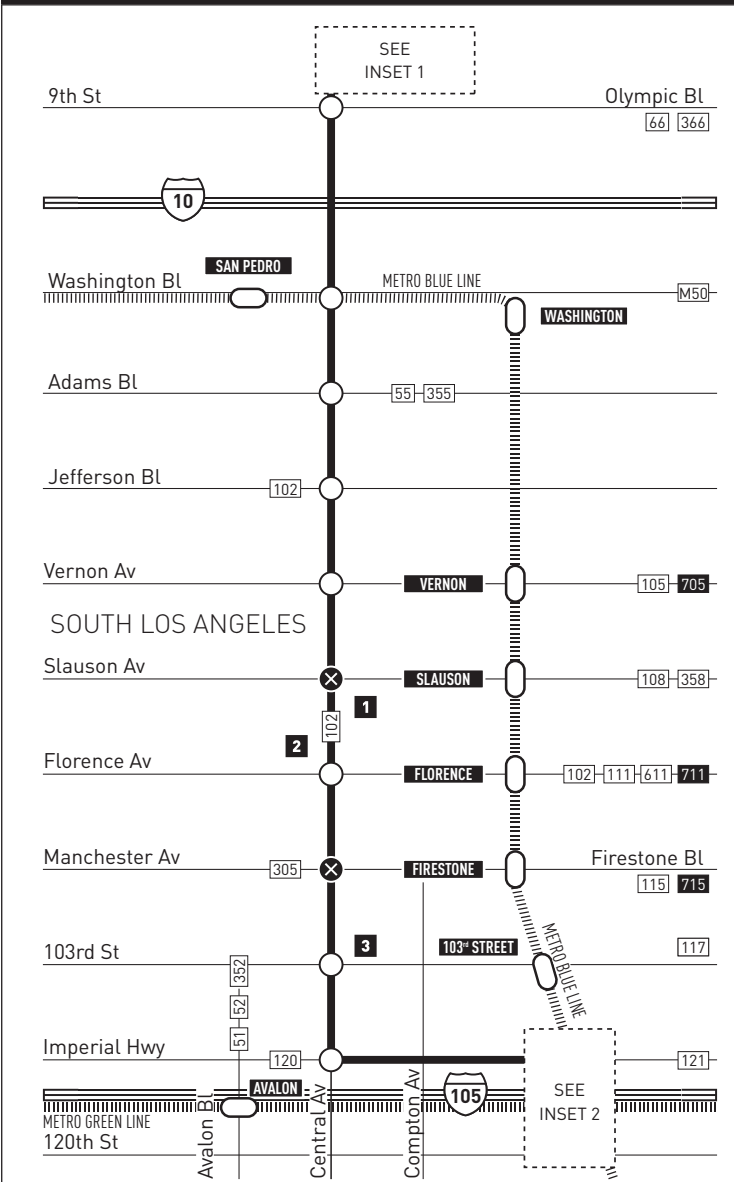 SEE
INSET 1
9th St
Olympic Bl
66 366
10
SAN PEDRO
Washington Bl
METRO BLUE LINE
M50
WASHINGTON
Adams Bl
55 355
Jefferson Bl
102
Vernon Av
VERNON
105 705
SOUTH LOS ANGELES
Slauson Av
SLAUSON
108 358
1
102
2
Florence Av
FLORENCE
102 111 611 711
Manchester Av
305
FIRESTONE
Firestone Bl
115 715
103rd St
3
103rd STREET
METRO BLUE LINE
117
51 52 352
Imperial Hwy
120
121
AVALON
105
SEE
INSET 2
METRO GREEN LINE
120th St
Avalon Bl
Central Av
Compton Av